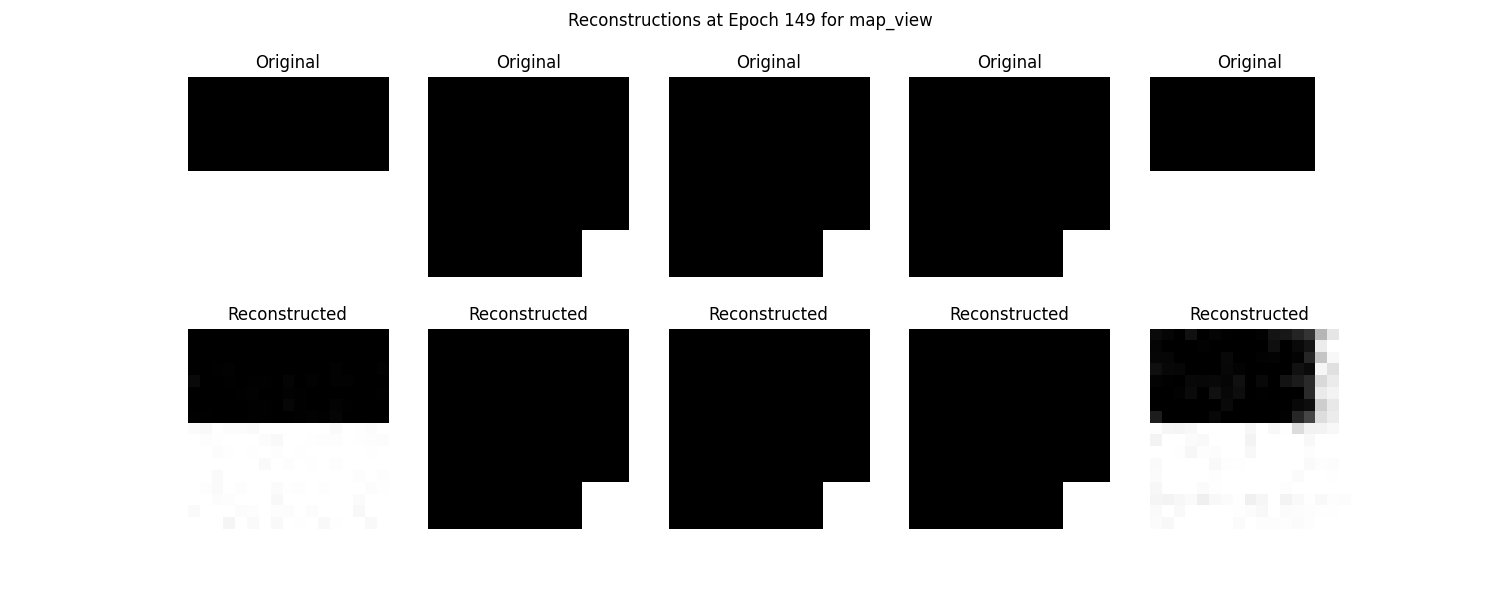 Reconstructions at Epoch 149 for map_view
Original Original Original Original Original
Reconstructed Reconstructed Reconstructed Reconstructed Reconstructed